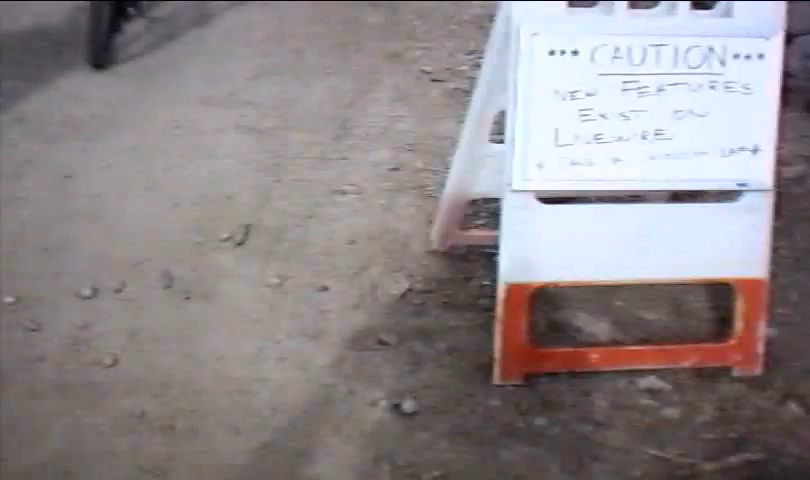 *** CAUTION ***
NEW FEATURES
EXIST ON
LIVEWIRE